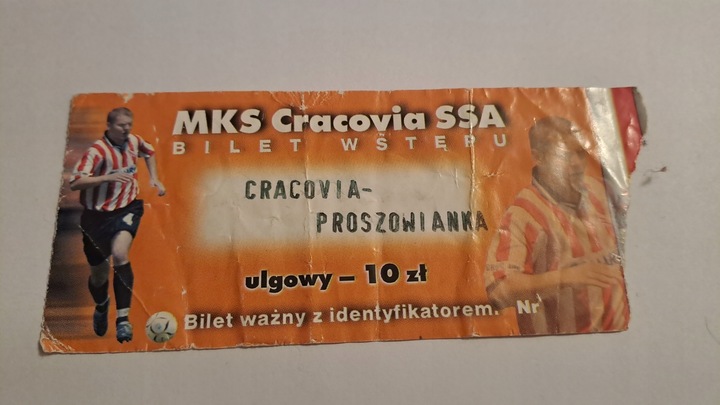 MKS Cracovia SSA
BILET WSTĘPU
CRACOVIA-
PROSZOWIANKA
ulgowy – 10 zł
Bilet ważny z identyfikatorem. Nr